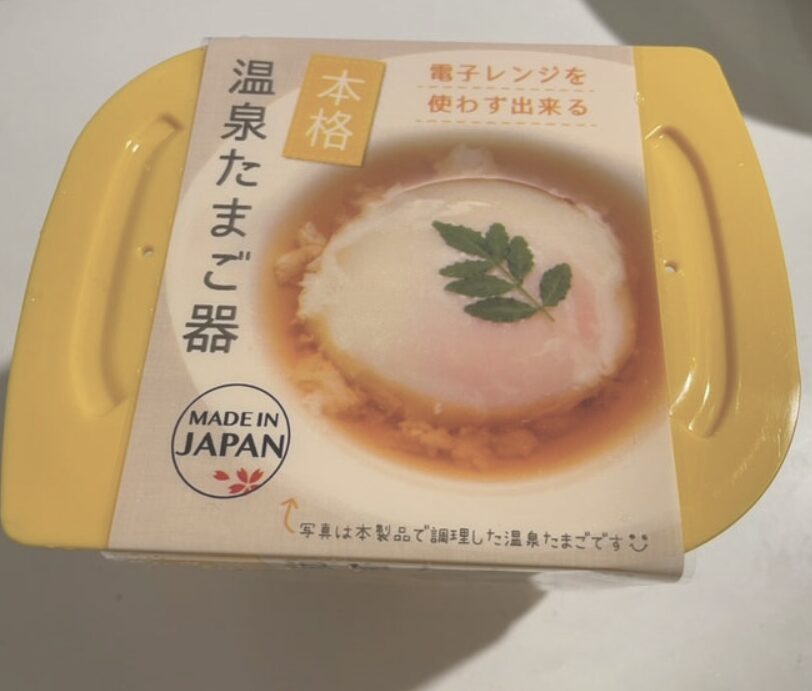 本格
温泉たまご器
電子レンジを
使わず出来る
MADE IN
JAPAN
写真は本製品で調理した温泉たまごです